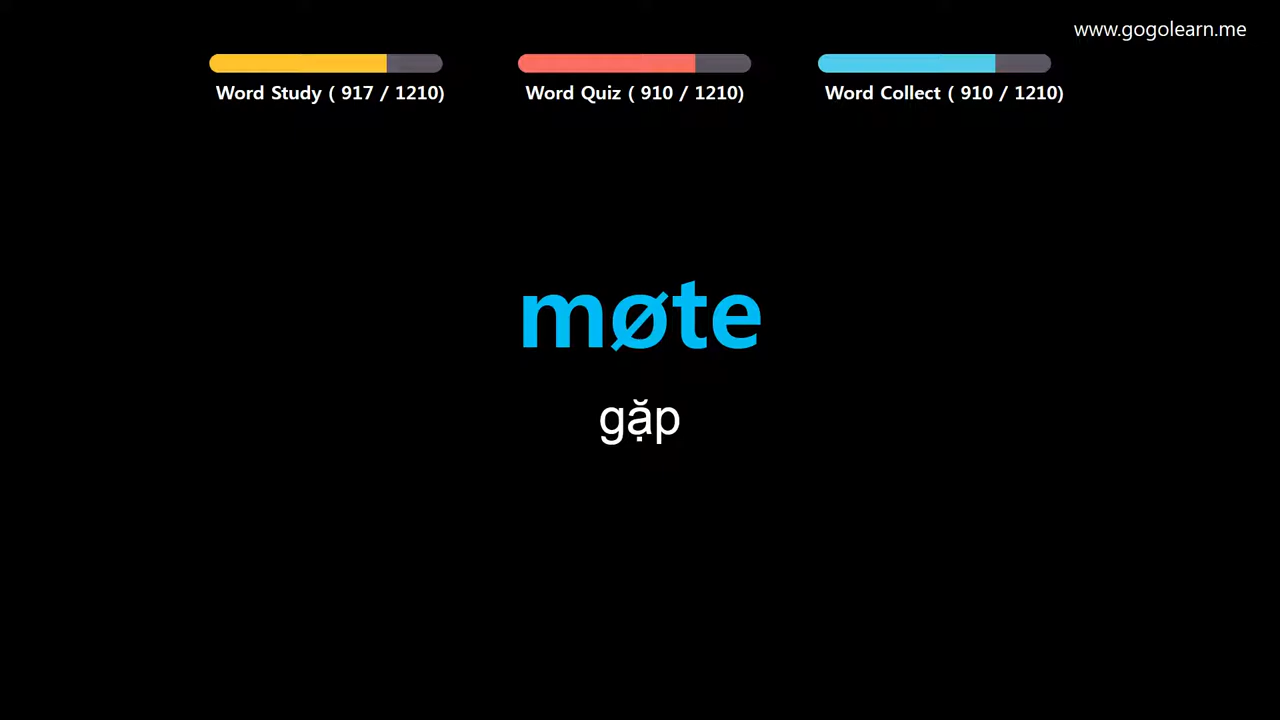 www.gogolearn.me
Word Study ( 917 / 1210)
Word Quiz ( 910 / 1210)
Word Collect ( 910 / 1210)
møte
gặp